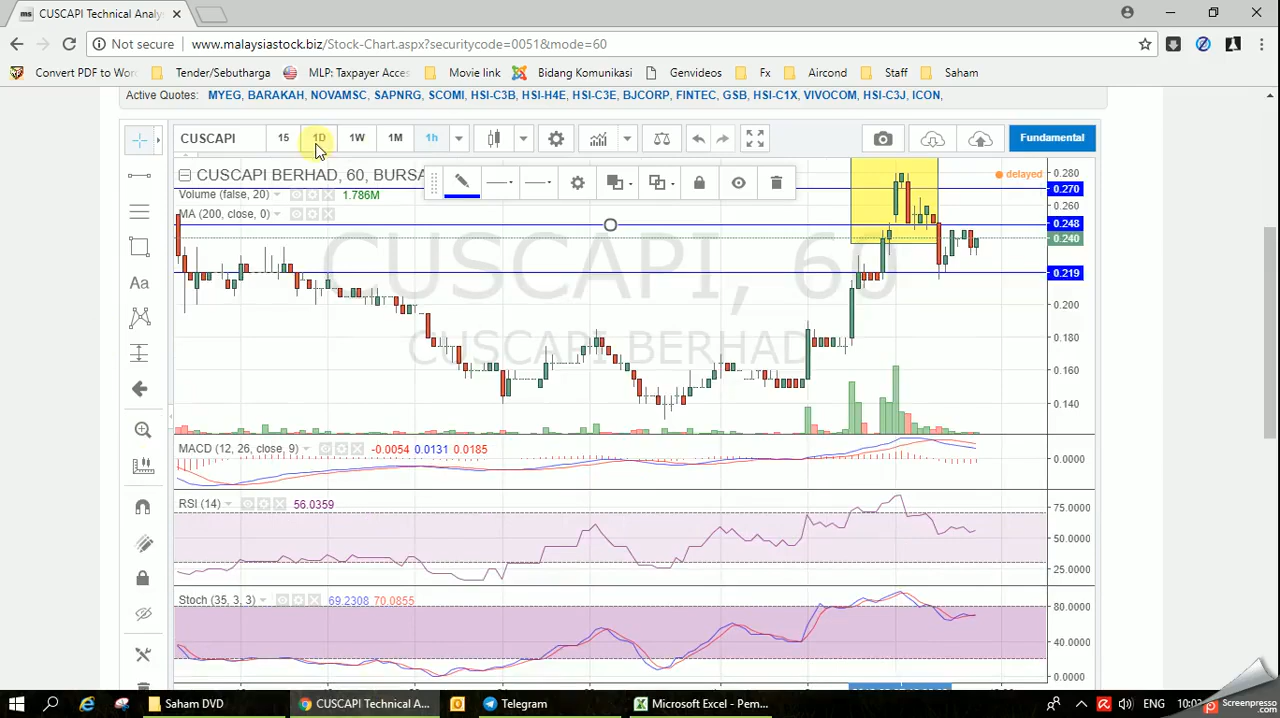 CUSCAPI Technical Analy
Not secure
www.malaysiastock.biz/Stock-Chart.aspx?securitycode=0051&mode=60
Convert PDF to Wor
Tender/Sebutharga
MLP: Taxpayer Acces
Movie link
Bidang Komunikasi
Genvideos
Fx
Aircond
Staff
Saham
Active Quotes: MYEG, BARAKAH, NOVAMSC, SAPNRG, SCOMI, HSI-C3B, HSI-H4E, HSI-C3E, BJCORP, FINTEC, GSB, HSI-C1X, VIVOCOM, HSI-C3J, ICON,
CUSCAPI 15 1D 1W 1M 1h Fundamental
CUSCAPI BERHAD, 60, BURSA
delayed
Volume (false, 20) 1.786M
MA (200, close, 0)
Aa
CUSCAPI, 60
CUSCAPI BERHAD
0.280
0.270
0.260
0.248
0.240
0.219
0.200
0.180
0.160
0.140
MACD (12, 26, close, 9) -0.0054 0.0131 0.0185
0.0000
RSI (14) 56.0359
75.0000
50.0000
25.0000
Stoch (35, 3, 3) 69.2308 70.0855
80.0000
40.0000
0.0000
Saham DVD
CUSCAPI Technical A...
Telegram
Microsoft Excel - Pem...
ENG
Screenpresso
.com